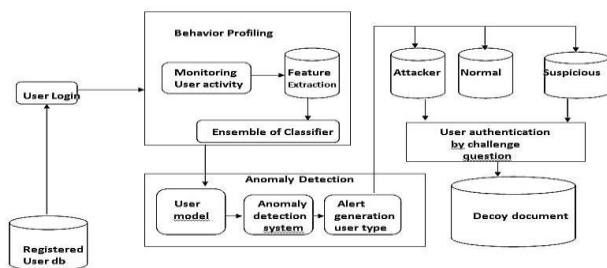 Behavior Profiling
Monitoring
User activity
Feature
Extraction
Ensemble of Classifier
User Login
Registered
User db
Anomaly Detection
User
model
Anomaly
detection
system
Alert
generation
user type
Attacker
Normal
Suspicious
User authentication
by challenge
question
Decoy document